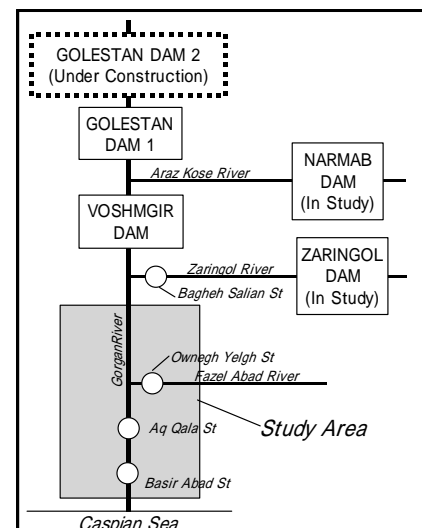 GOLESTAN DAM 2
(Under Construction)
GOLESTAN
DAM 1
Araz Kose River
NARMAB
DAM
(In Study)
VOSHMGIR
DAM
Zaringol River
ZARINGOL
DAM
(In Study)
Bagheh Salian St
GorganRiver
Ownegh Yelgh St
Fazel Abad River
Aq Qala St
Study Area
Basir Abad St
Caspian Sea